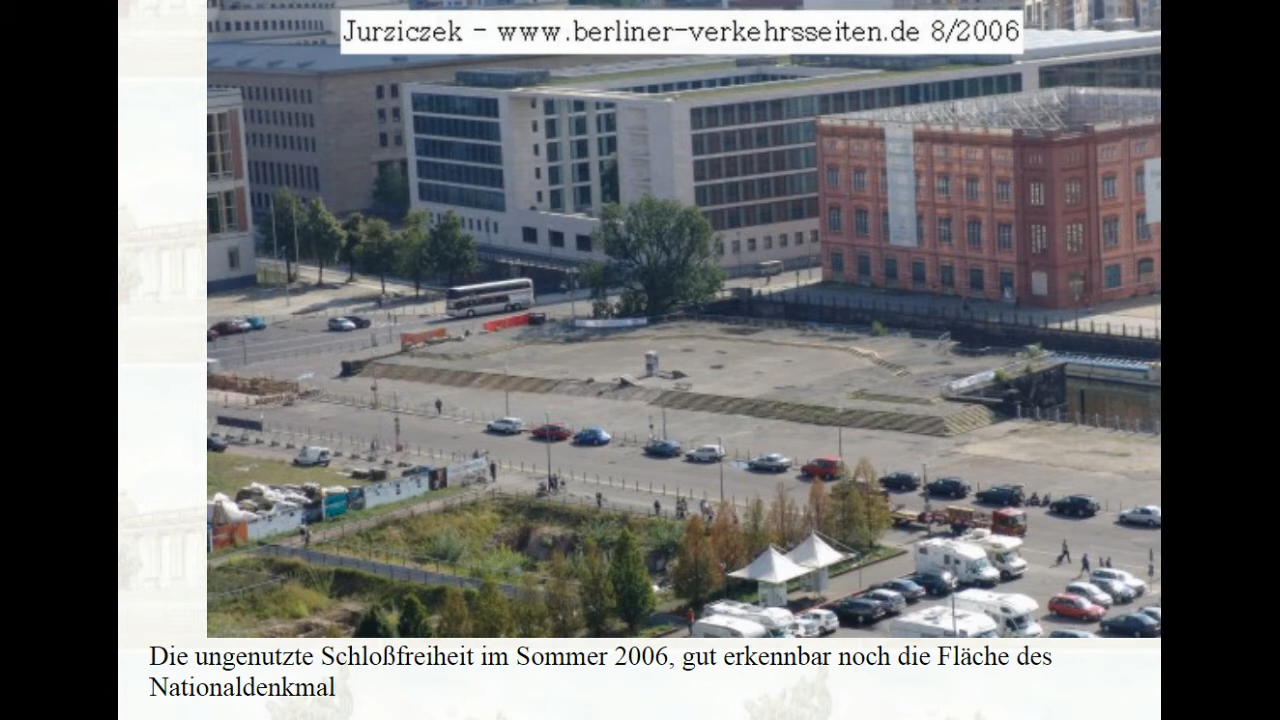 Jurziczek - www.berliner-verkehrsseiten.de 8/2006
Die ungenutzte Schloßfreiheit im Sommer 2006, gut erkennbar noch die Fläche des
Nationaldenkmal